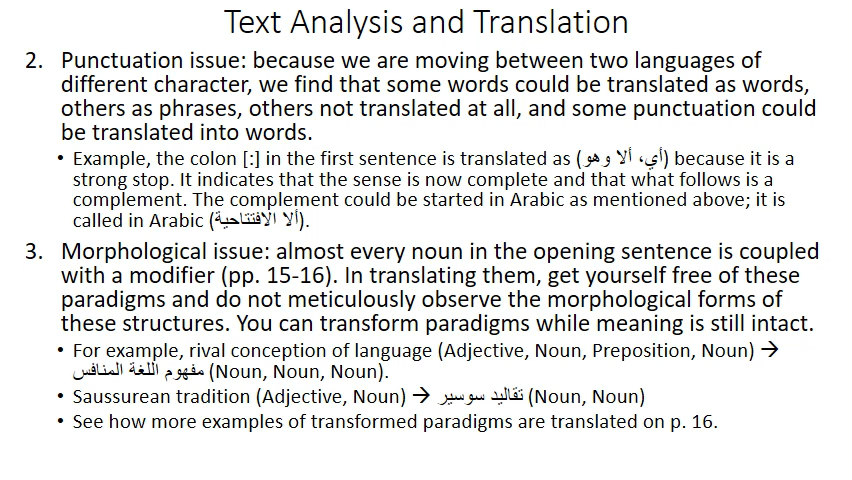 Text Analysis and Translation
2. Punctuation issue: because we are moving between two languages of
different character, we find that some words could be translated as words,
others as phrases, others not translated at all, and some punctuation could
be translated into words.
• Example, the colon [:] in the first sentence is translated as (أي، ألا وهو) because it is a
strong stop. It indicates that the sense is now complete and that what follows is a
complement. The complement could be started in Arabic as mentioned above; it is
called in Arabic (ألا الافتتاحية).
3. Morphological issue: almost every noun in the opening sentence is coupled
with a modifier (pp. 15-16). In translating them, get yourself free of these
paradigms and do not meticulously observe the morphological forms of
these structures. You can transform paradigms while meaning is still intact.
• For example, rival conception of language (Adjective, Noun, Preposition, Noun) →
مفهوم اللغة المنافس (Noun, Noun, Noun).
• Saussurean tradition (Adjective, Noun) → تقاليد سوسير (Noun, Noun)
• See how more examples of transformed paradigms are translated on p. 16.